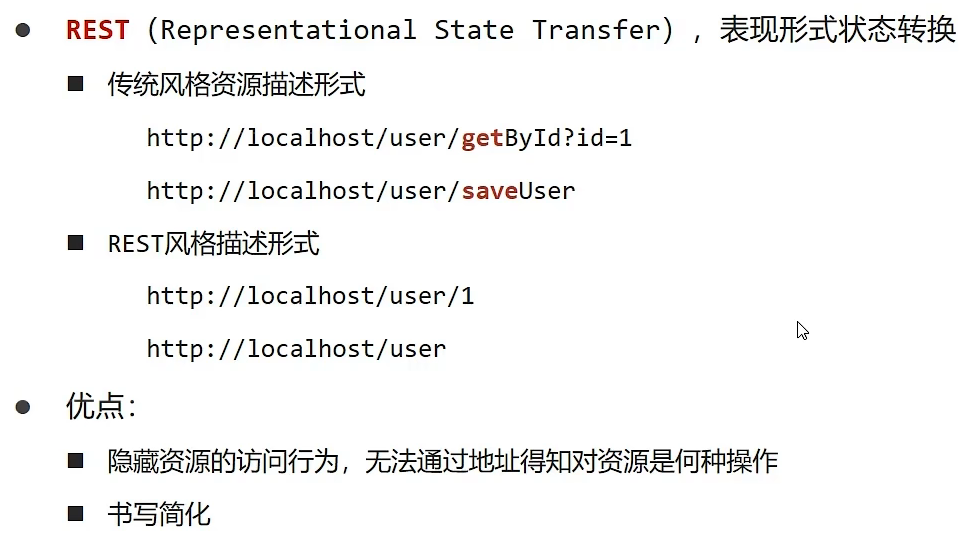 REST（Representational State Transfer），表现形式状态转换
传统风格资源描述形式
http://localhost/user/getById?id=1
http://localhost/user/saveUser
REST风格描述形式
http://localhost/user/1
http://localhost/user
优点：
隐藏资源的访问行为，无法通过地址得知对资源是何种操作
书写简化